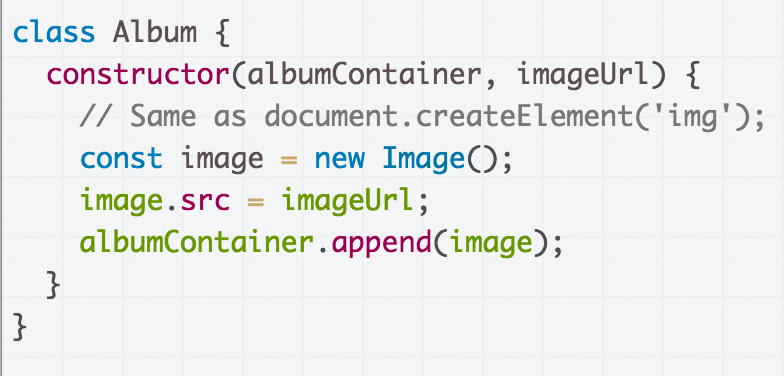 class Album {
  constructor(albumContainer, imageUrl) {
    // Same as document.createElement('img');
    const image = new Image();
    image.src = imageUrl;
    albumContainer.append(image);
  }
}